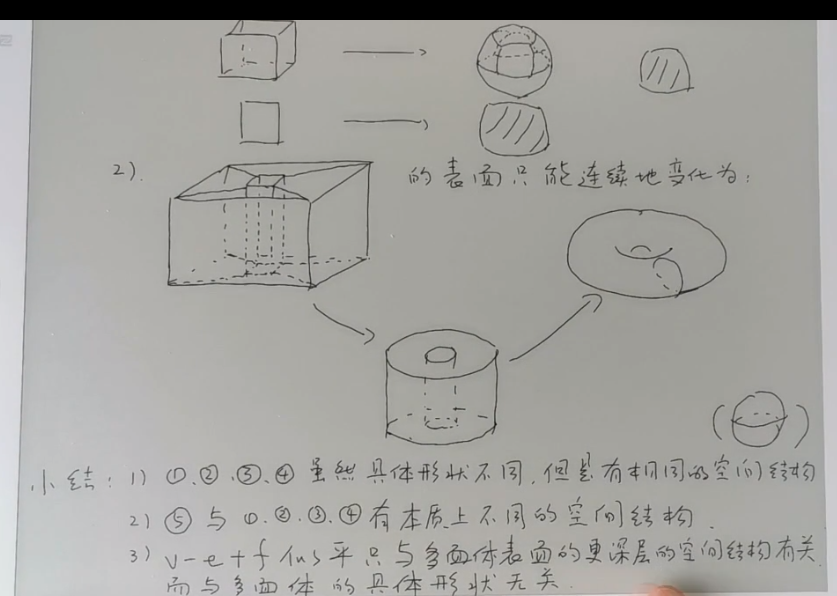 2).
的表面只能连续地变化为:
小结: 1) ①.②.③.④ 虽然具体形状不同, 但是有相同的空间结构
2) ⑤ 与 ①.②.③.④ 有本质上不同的空间结构.
3) v-e+f 仅只与多面体表面的更深层的空间结构有关
而与多面体的具体形状无关.